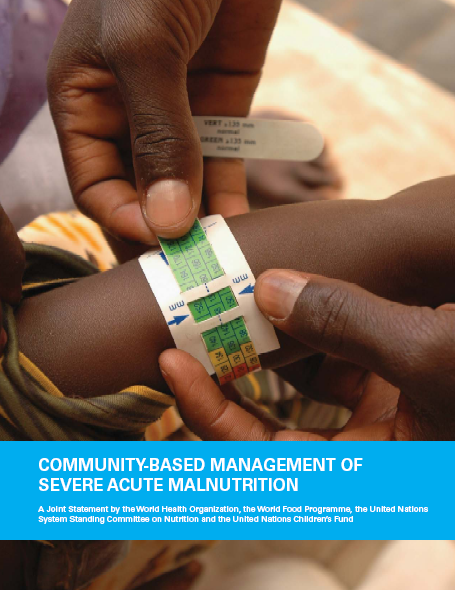 VERT ≥135 mm
normal
GREEN ≥135 mm
normal
mm
mm
COMMUNITY-BASED MANAGEMENT OF
SEVERE ACUTE MALNUTRITION
A Joint Statement by the World Health Organization, the World Food Programme, the United Nations
System Standing Committee on Nutrition and the United Nations Children's Fund